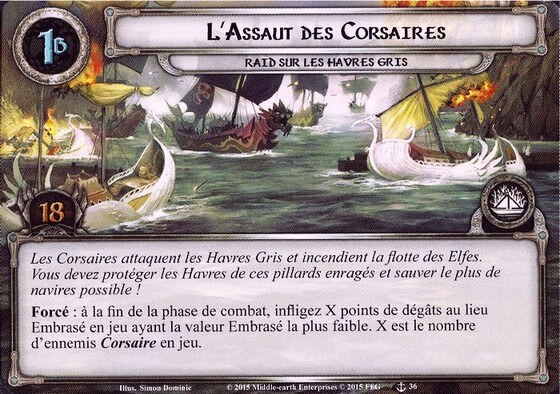 1B
L'Assaut des Corsaires
RAID SUR LES HAVRES GRIS
18
Les Corsaires attaquent les Havres Gris et incendient la flotte des Elfes.
Vous devez protéger les Havres de ces pillards enragés et sauver le plus de
navires possible !
Forcé : à la fin de la phase de combat, infligez X points de dégâts au lieu
Embrasé en jeu ayant la valeur Embrasé la plus faible. X est le nombre
d'ennemis Corsaire en jeu.
Illus. Simon Dominic © 2015 Middle-earth Enterprises © 2015 FFG 36